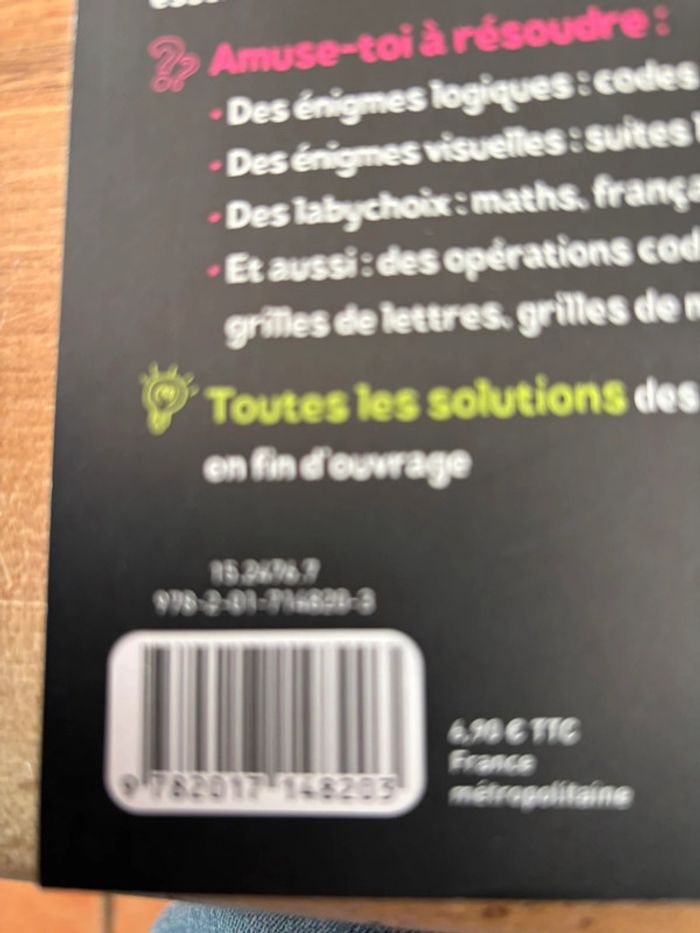 Amuse-toi à résoudre :
• Des énigmes logiques : codes
• Des énigmes visuelles : suites
• Des labychoix : maths, frança
• Et aussi : des opérations cod
grilles de lettres, grilles de
Toutes les solutions des
en fin d'ouvrage
15.2476.7
978-2-01-714820-3
9 782017 148203
6,90 € TTC
France
métropolitaine